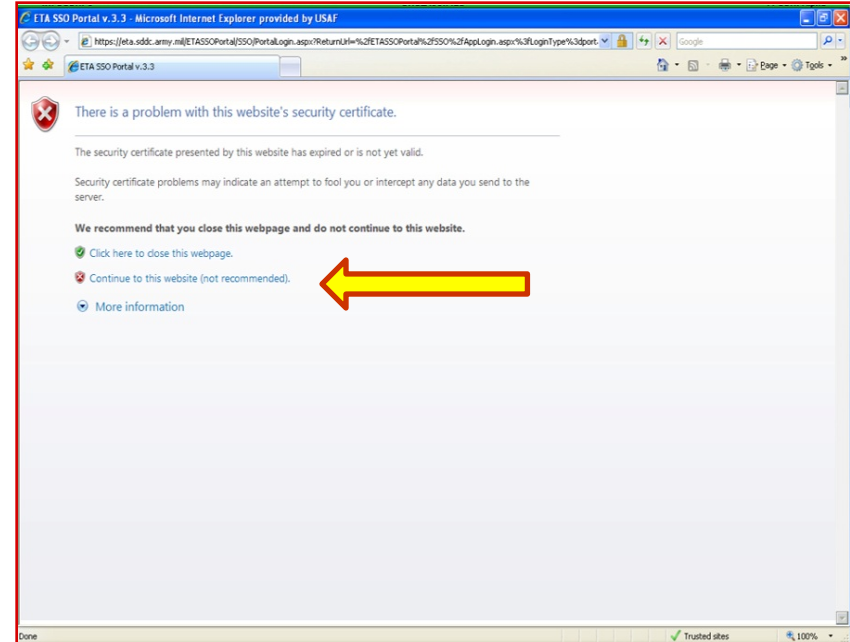 ETA SSO Portal v.3.3 - Microsoft Internet Explorer provided by USAF
https://eta.sddc.army.mil/ETASSOPortal/SSO/PortalLogin.aspx?ReturnUrl=%2fETASSOPortal%2fSSO%2fAppLogin.aspx%3fLoginType%3dport
Google
ETA SSO Portal v.3.3
Page Tools
There is a problem with this website's security certificate.
The security certificate presented by this website has expired or is not yet valid.
Security certificate problems may indicate an attempt to fool you or intercept any data you send to the
server.
We recommend that you close this webpage and do not continue to this website.
Click here to close this webpage.
Continue to this website (not recommended).
More information
Done Trusted sites 100%